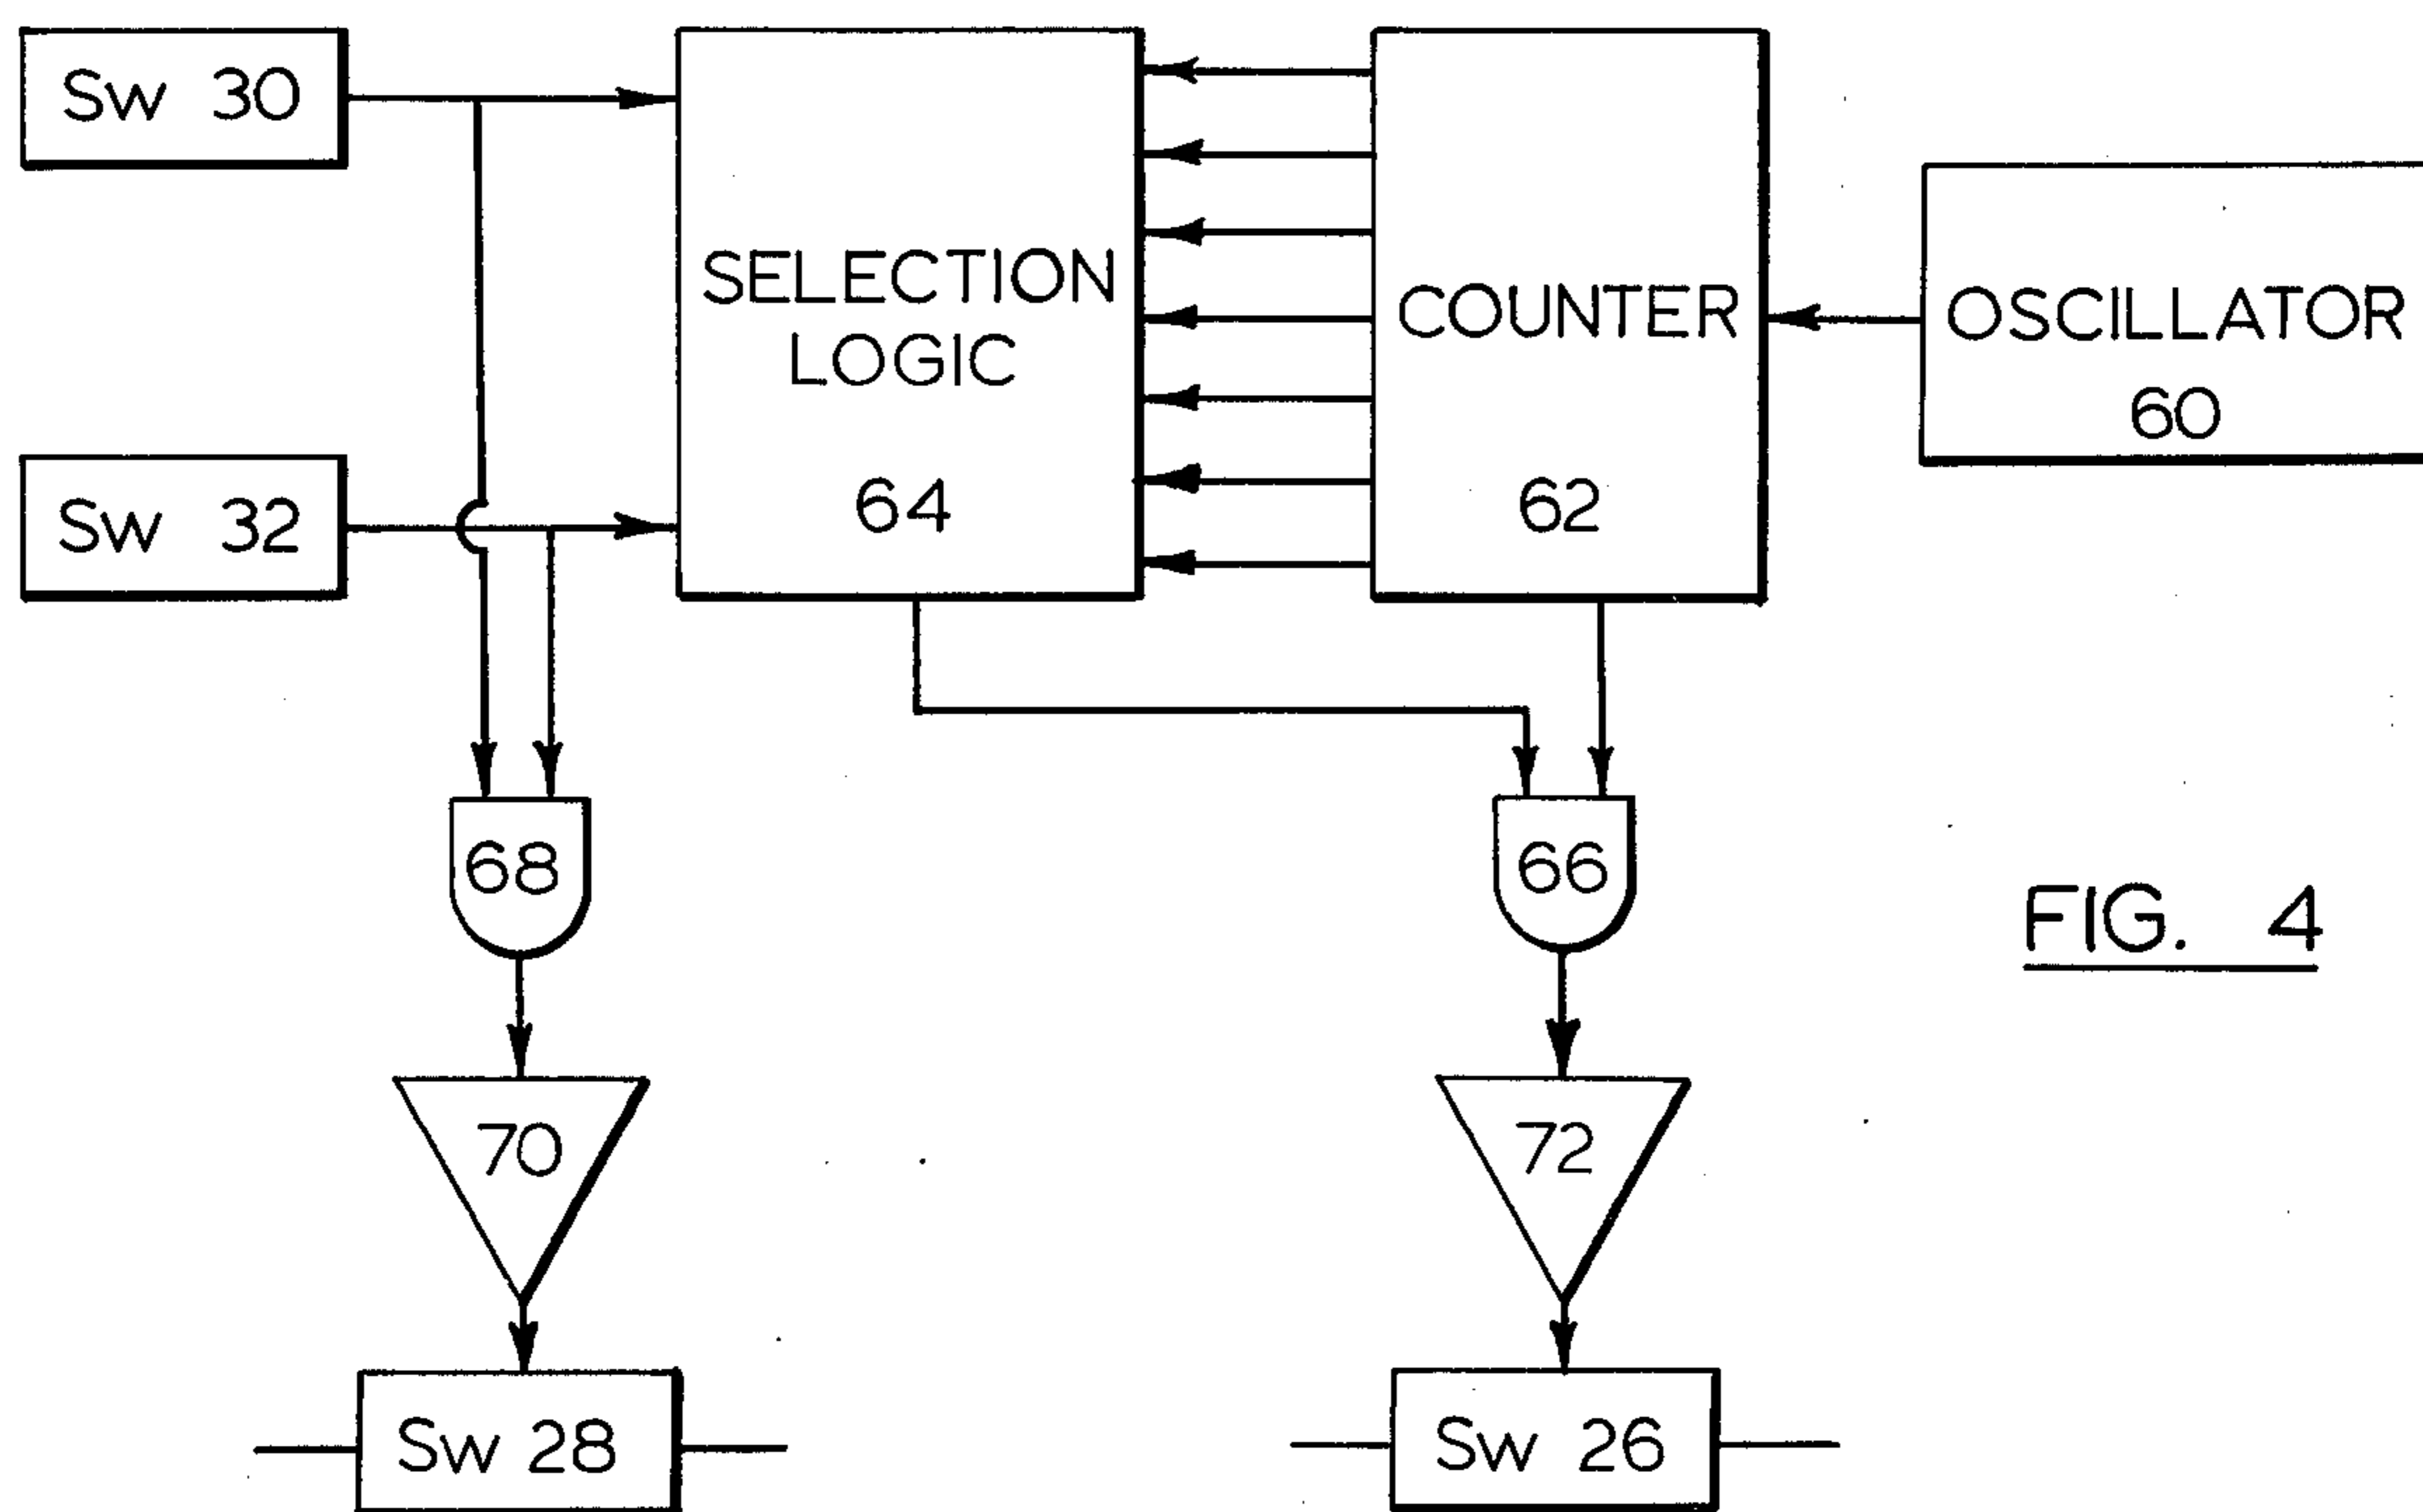 SW 30
SELECTION
LOGIC
64
COUNTER
62
OSCILLATOR
60
SW 32
68
66
FIG. 4
70
72
SW 28
SW 26